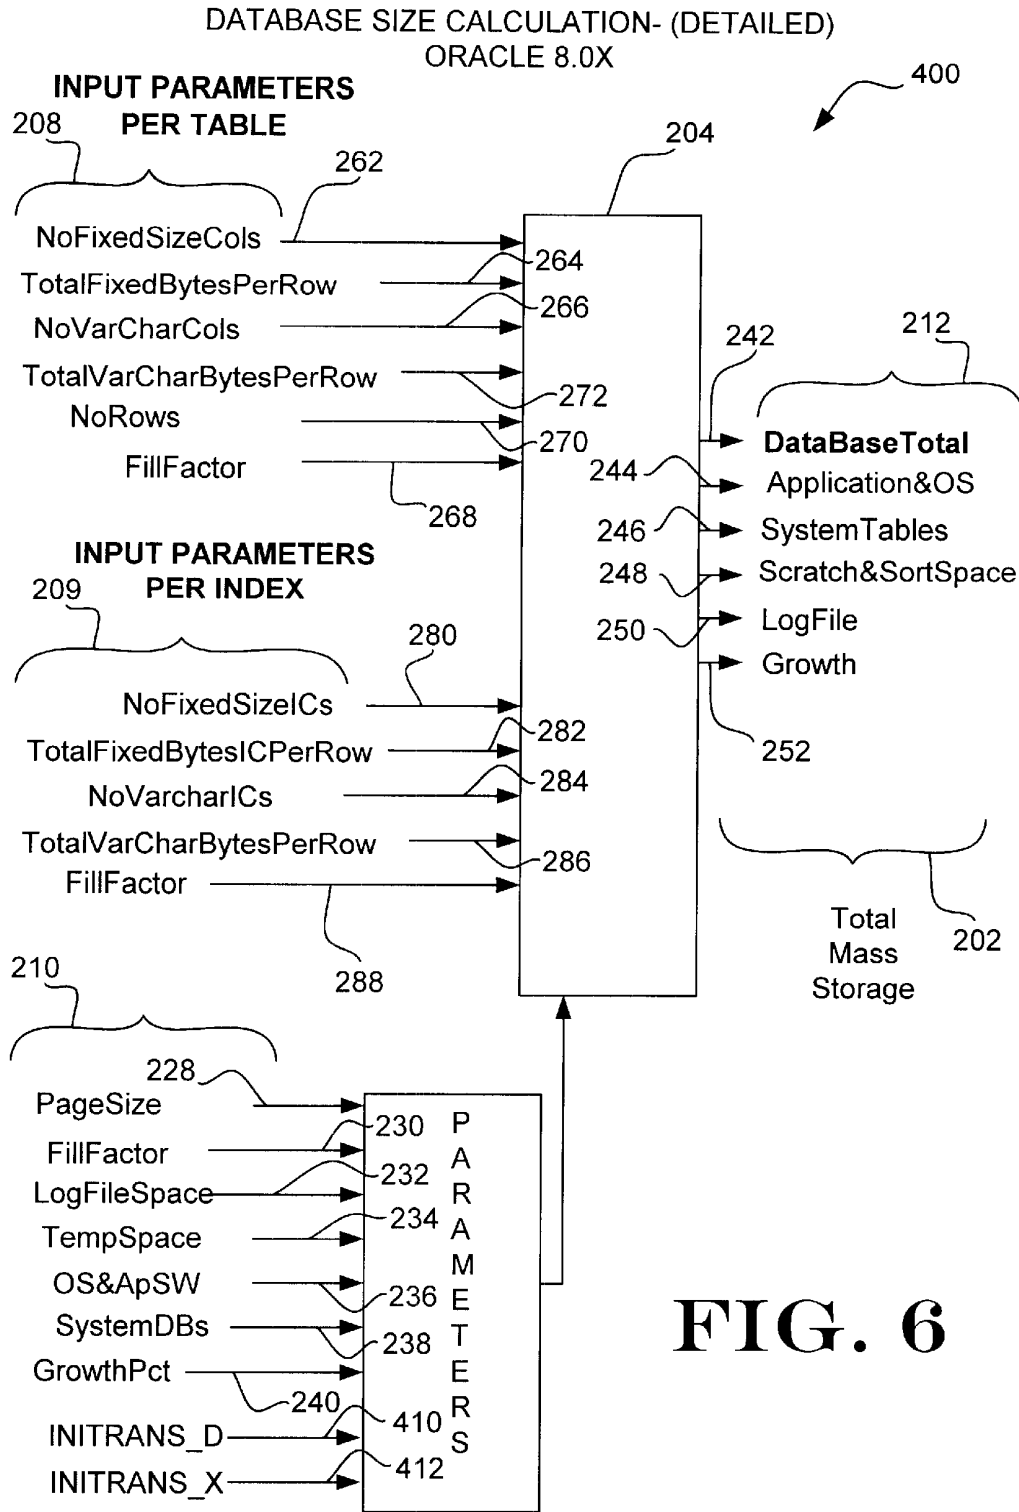 DATABASE SIZE CALCULATION- (DETAILED)
ORACLE 8.0X
400
INPUT PARAMETERS
PER TABLE
208
262
204
NoFixedSizeCols
264
TotalFixedBytesPerRow
266
NoVarCharCols
242
212
TotalVarCharBytesPerRow
272
NoRows
270
DataBaseTotal
FillFactor
244
Application&OS
268
246
SystemTables
INPUT PARAMETERS
PER INDEX
248
Scratch&SortSpace
209
250
LogFile
280
Growth
NoFixedSizeICs
282
TotalFixedBytesICPerRow
252
284
NoVarcharICs
TotalVarCharBytesPerRow
286
FillFactor
Total
Mass
Storage
202
288
210
228
PageSize
230
FillFactor
232
LogFileSpace
234
TempSpace
OS&ApSW
236
SystemDBs
238
GrowthPct
240
INITRANS_D
410
INITRANS_X
412
PARAMETERS
FIG. 6